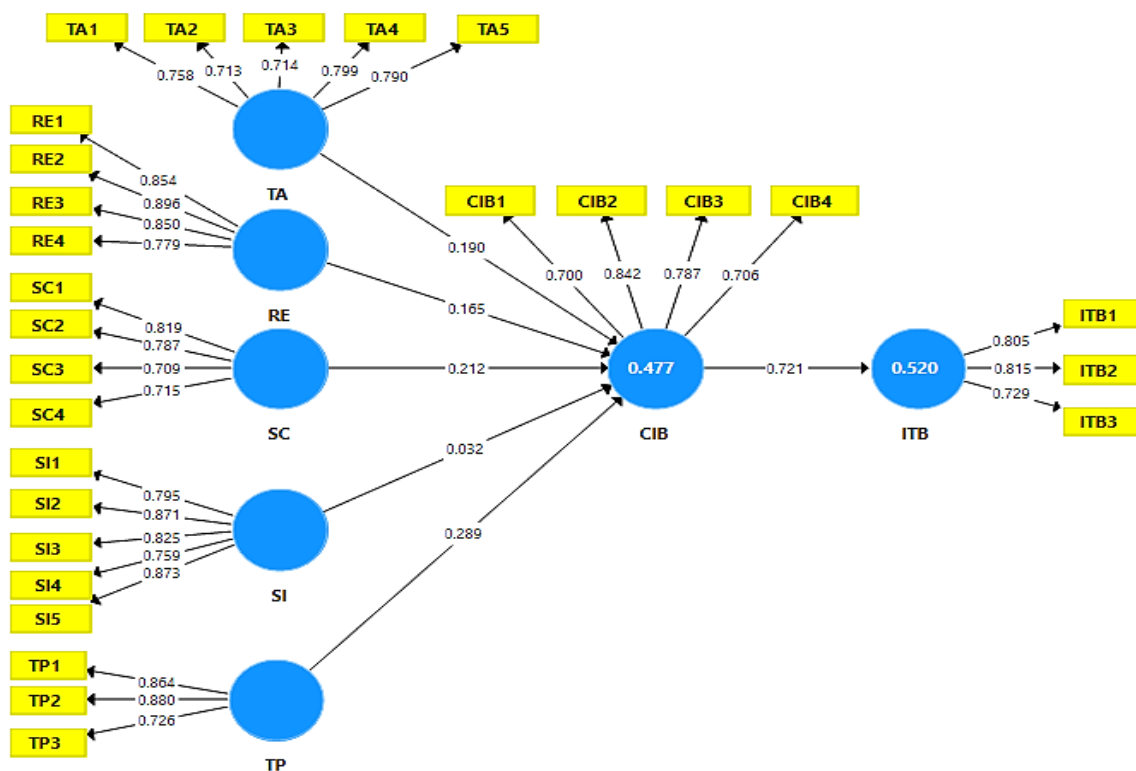 TA1
TA2
TA3
TA4
TA5
0.758
0.713
0.714
0.799
0.790
TA
RE1
RE2
RE3
RE4
0.854
0.896
0.850
0.779
RE
SC1
SC2
SC3
SC4
0.819
0.787
0.709
0.715
SC
SI1
SI2
SI3
SI4
SI5
0.795
0.871
0.825
0.759
0.873
SI
TP1
TP2
TP3
0.864
0.880
0.726
TP
0.190
0.165
0.212
0.032
0.289
CIB1
CIB2
CIB3
CIB4
0.700
0.842
0.787
0.706
0.477
CIB
0.721
0.520
ITB
0.805
0.815
0.729
ITB1
ITB2
ITB3